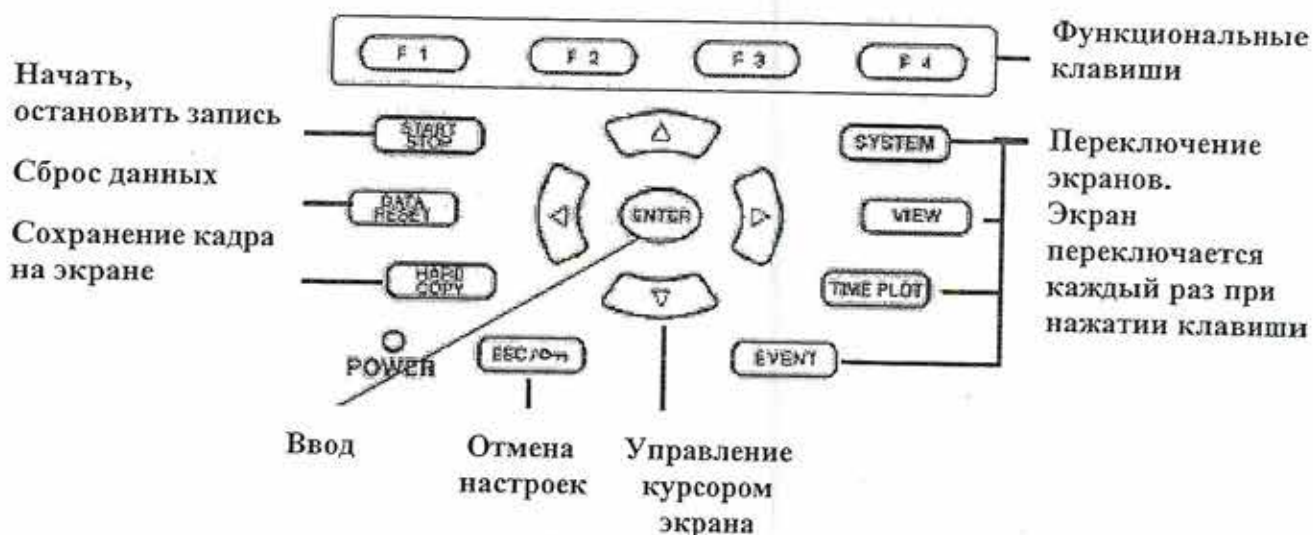 F 1
F 2
F 3
F 4
Функциональные
клавиши
Начать,
остановить запись
START
STOP
SYSTEM
Переключение
экранов.
Экран
переключается
каждый раз при
нажатии клавиши
Сброс данных
DATA
RESET
ENTER
VIEW
Сохранение кадра
на экране
HARD
COPY
TIME PLOT
POWER
ESC/
EVENT
Ввод
Отмена
настроек
Управление
курсором
экрана